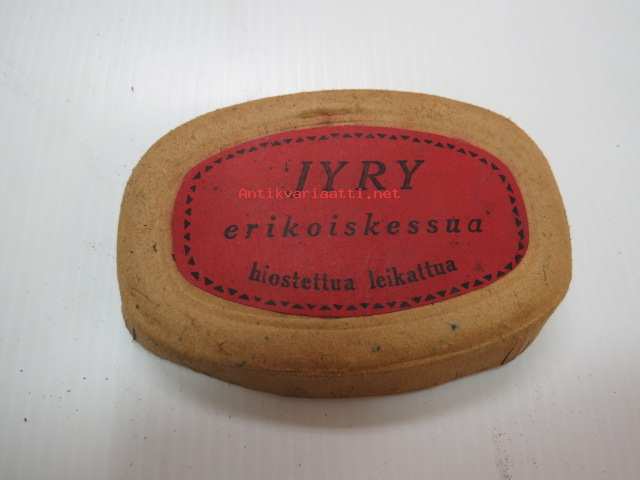 JYRY
Antikvariaatti.net
erikoiskessua
hiostettua leikattua